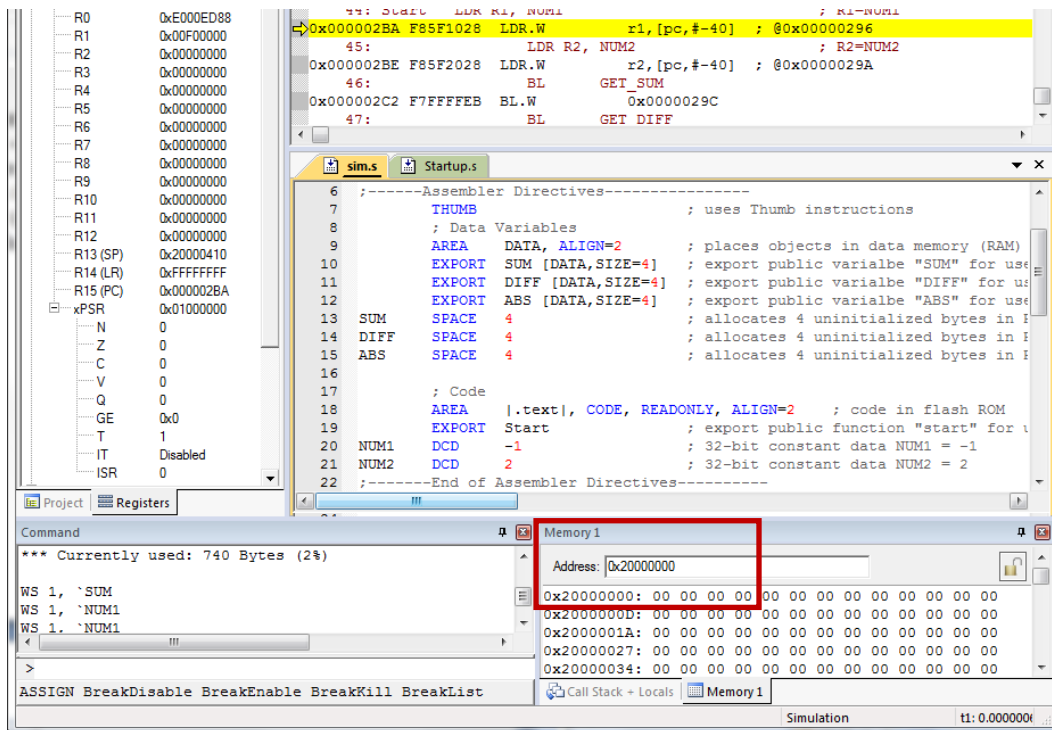 R0 0xE000ED88
R1 0x00F00000
R2 0x00000000
R3 0x00000000
R4 0x00000000
R5 0x00000000
R6 0x00000000
R7 0x00000000
R8 0x00000000
R9 0x00000000
R10 0x00000000
R11 0x00000000
R12 0x00000000
R13 (SP) 0x20000410
R14 (LR) 0xFFFFFFFF
R15 (PC) 0x000002BA
xPSR 0x01000000
N 0
Z 0
C 0
V 0
Q 0
GE 0x0
T 1
IT Disabled
ISR 0
Project Registers
44: Start LDR R1, NUM1 ; R1=NUM1
0x000002BA F85F1028 LDR.W r1,[pc,#-40] ; @0x00000296
45: LDR R2, NUM2 ; R2=NUM2
0x000002BE F85F2028 LDR.W r2,[pc,#-40] ; @0x0000029A
46: BL GET_SUM
0x000002C2 F7FFFFEB BL.W 0x0000029C
47: BL GET DIFF
sim.s Startup.s
6 ;------Assembler Directives----------------
7 THUMB ; uses Thumb instructions
8 ; Data Variables
9 AREA DATA, ALIGN=2 ; places objects in data memory (RAM)
10 EXPORT SUM [DATA,SIZE=4] ; export public varialbe "SUM" for use
11 EXPORT DIFF [DATA,SIZE=4] ; export public varialbe "DIFF" for us
12 EXPORT ABS [DATA,SIZE=4] ; export public varialbe "ABS" for use
13 SUM SPACE 4 ; allocates 4 uninitialized bytes in
14 DIFF SPACE 4 ; allocates 4 uninitialized bytes in
15 ABS SPACE 4 ; allocates 4 uninitialized bytes in
16
17 ; Code
18 AREA |.text|, CODE, READONLY, ALIGN=2 ; code in flash ROM
19 EXPORT Start ; export public function "start" for
20 NUM1 DCD -1 ; 32-bit constant data NUM1 = -1
21 NUM2 DCD 2 ; 32-bit constant data NUM2 = 2
22 ;-------End of Assembler Directives----------
Command
*** Currently used: 740 Bytes (2%)
WS 1, `SUM
WS 1, `NUM1
WS 1, `NUM1
>
ASSIGN BreakDisable BreakEnable BreakKill BreakList
Memory 1
Address: 0x20000000
0x20000000: 00 00 00 00 00 00 00 00 00 00 00 00 00
0x2000000D: 00 00 00 00 00 00 00 00 00 00 00 00 00
0x2000001A: 00 00 00 00 00 00 00 00 00 00 00 00 00
0x20000027: 00 00 00 00 00 00 00 00 00 00 00 00 00
0x20000034: 00 00 00 00 00 00 00 00 00 00 00 00 00
Call Stack + Locals Memory 1
Simulation t1: 0.0000000